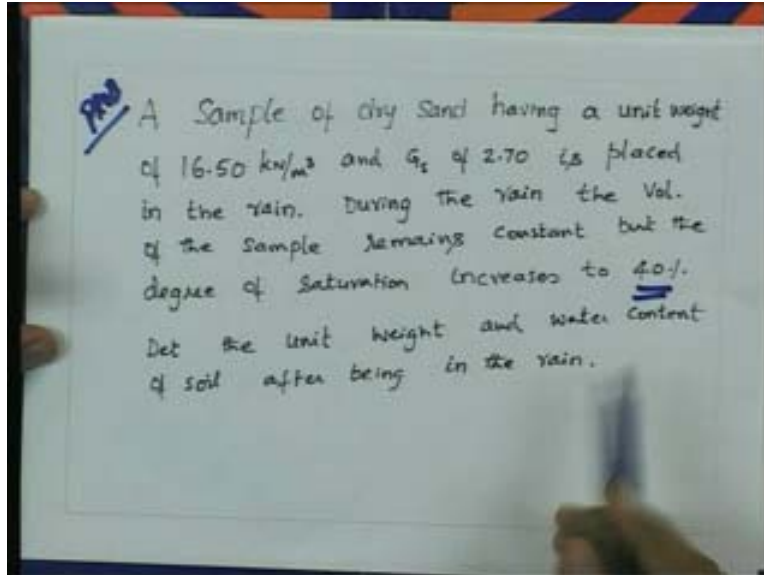 A Sample of dry Sand having a unit weight
of 16.50 kN/m³ and Gs of 2.70 is placed
in the rain. During the rain the Vol.
of the sample remains constant but the
degree of saturation increases to 40%.
Det the unit weight and water content
of soil after being in the rain.